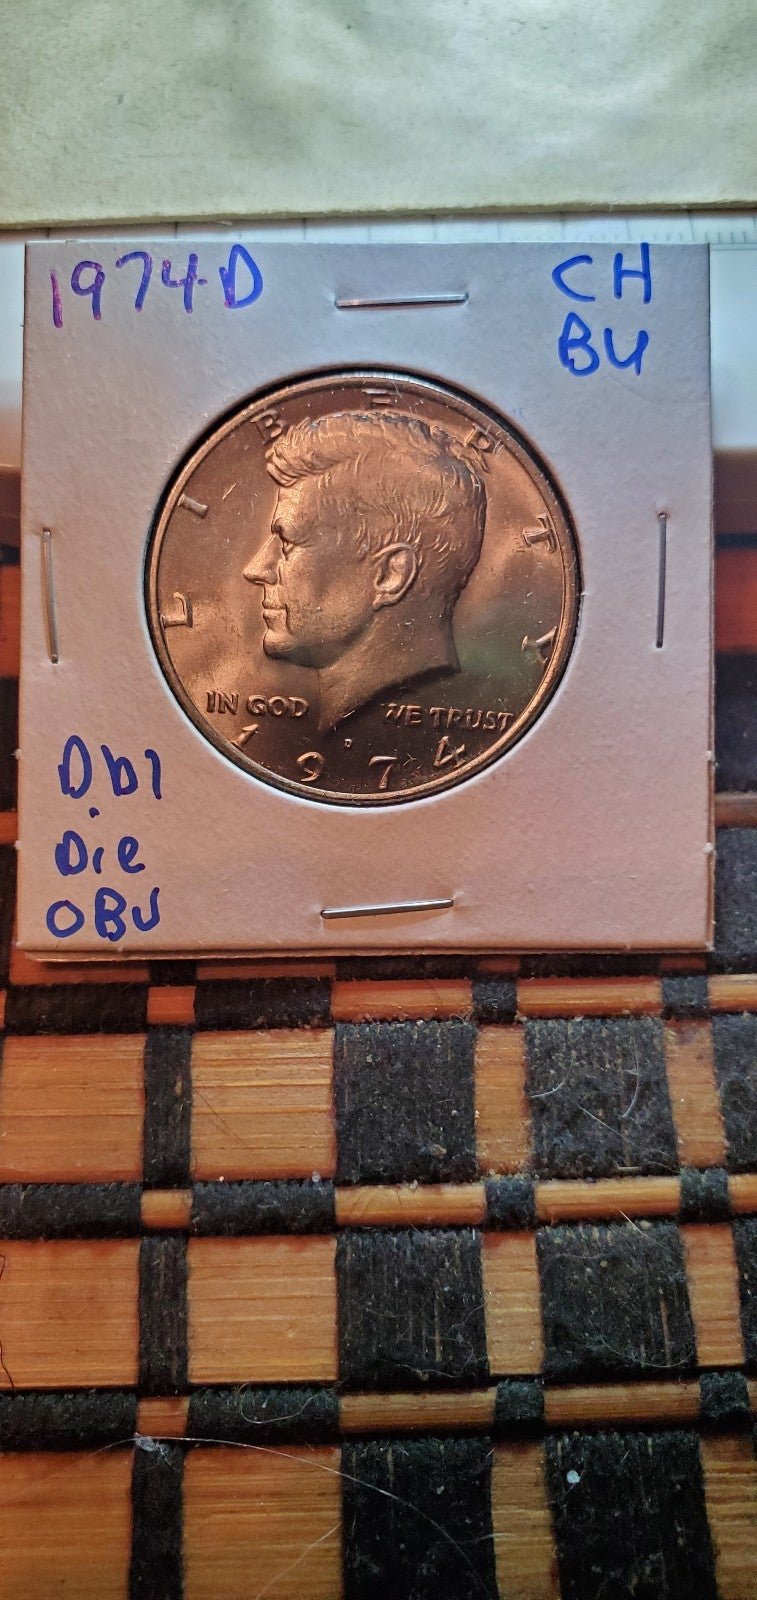 1974-D
CH
BU
LIBERTY
IN GOD WE TRUST
D
1974
Dbl
Die
OBV